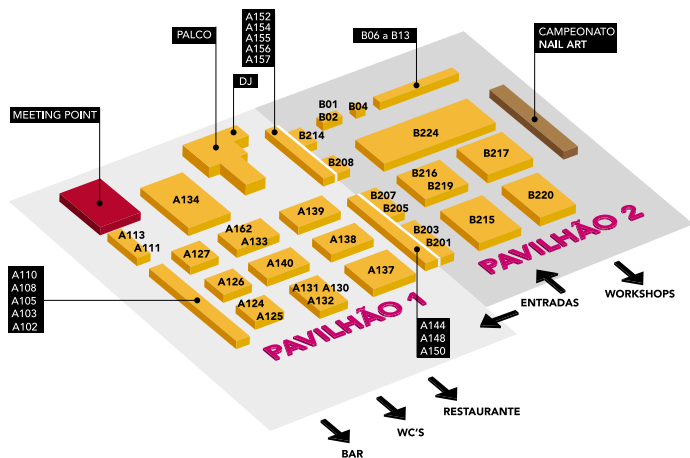 A152
A154
A155
A156
A157
PALCO
B06 a B13
CAMPEONATO
NAIL ART
DJ
MEETING POINT
B01
B02
B04
B214
B224
B208
B217
B216
B219
B220
B207
B205
B215
B203
B201
A134
A139
A162
A133
A138
A113
A111
A127
A140
A137
A126
A131 A130
A132
A124
A125
A110
A108
A105
A103
A102
PAVILHÃO 2
PAVILHÃO 1
ENTRADAS
WORKSHOPS
A144
A148
A150
RESTAURANTE
WC'S
BAR